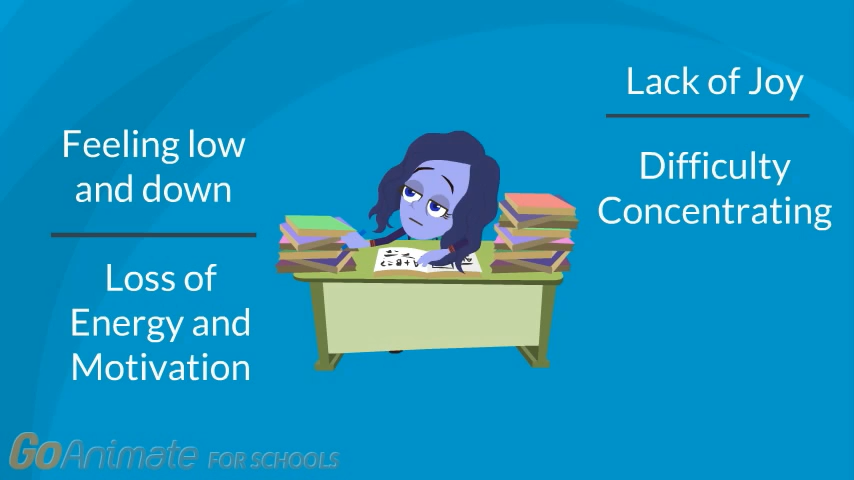 Feeling low
and down
Loss of
Energy and
Motivation
Lack of Joy
Difficulty
Concentrating
GoAnimate FOR SCHOOLS